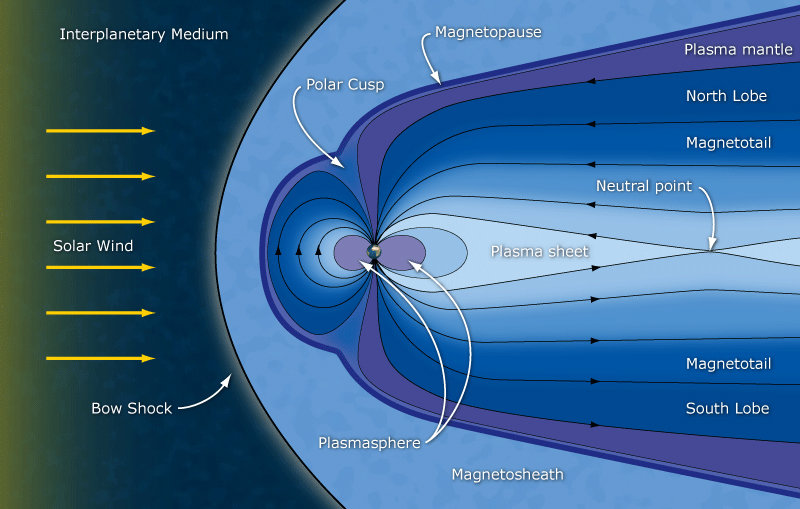 Interplanetary Medium
Magnetopause
Plasma mantle
Polar Cusp
North Lobe
Magnetotail
Neutral point
Solar Wind
Plasma sheet
Magnetotail
Bow Shock
South Lobe
Plasmasphere
Magnetosheath